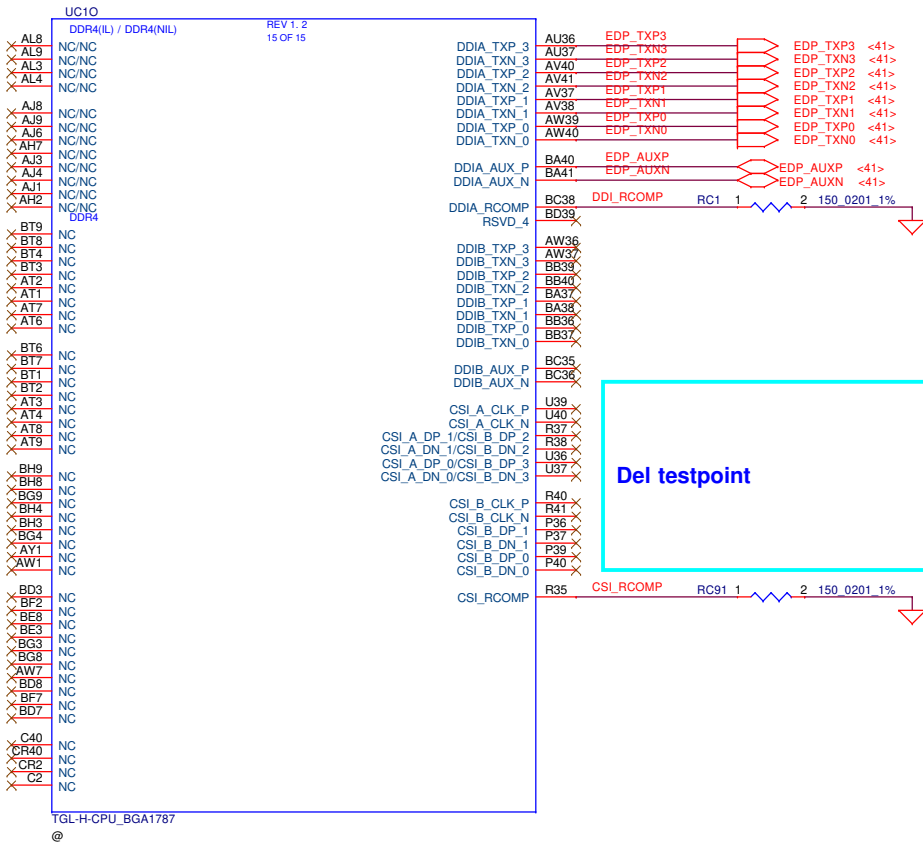 UC1O
DDR4(IL) / DDR4(NIL)
REV 1. 2
15 OF 15
AL8 NC/NC
AL9 NC/NC
AL3 NC/NC
AL4 NC/NC
AJ8 NC/NC
AJ9 NC/NC
AJ6 NC/NC
AH7 NC/NC
AJ3 NC/NC
AJ4 NC/NC
AJ1 NC/NC
AH2 NC/NC
DDR4
BT9 NC
BT8 NC
BT4 NC
BT3 NC
AT2 NC
AT1 NC
AT7 NC
AT6 NC
BT6 NC
BT7 NC
BT1 NC
BT2 NC
AT3 NC
AT4 NC
AT8 NC
AT9 NC
BH9 NC
BH8 NC
BG9 NC
BH4 NC
BH3 NC
BG4 NC
AY1 NC
AW1 NC
BD3 NC
BF2 NC
BE8 NC
BE3 NC
BG3 NC
BG8 NC
AW7 NC
BD8 NC
BF7 NC
BD7 NC
C40 NC
CR40 NC
CR2 NC
C2 NC
DDIA_TXP_3 AU36 EDP_TXP3 EDP_TXP3 <41>
DDIA_TXN_3 AU37 EDP_TXN3 EDP_TXN3 <41>
DDIA_TXP_2 AV40 EDP_TXP2 EDP_TXP2 <41>
DDIA_TXN_2 AV41 EDP_TXN2 EDP_TXN2 <41>
DDIA_TXP_1 AV37 EDP_TXP1 EDP_TXP1 <41>
DDIA_TXN_1 AV38 EDP_TXN1 EDP_TXN1 <41>
DDIA_TXP_0 AW39 EDP_TXP0 EDP_TXP0 <41>
DDIA_TXN_0 AW40 EDP_TXN0 EDP_TXN0 <41>
DDIA_AUX_P BA40 EDP_AUXP EDP_AUXP <41>
DDIA_AUX_N BA41 EDP_AUXN EDP_AUXN <41>
DDIA_RCOMP BC38 DDI_RCOMP RC1 1 2 150_0201_1%
RSVD_4 BD39
DDIB_TXP_3 AW36
DDIB_TXN_3 AW37
DDIB_TXP_2 BB39
DDIB_TXN_2 BB40
DDIB_TXP_1 BA37
DDIB_TXN_1 BA38
DDIB_TXP_0 BB36
DDIB_TXN_0 BB37
DDIB_AUX_P BC35
DDIB_AUX_N BC36
CSI_A_CLK_P U39
CSI_A_CLK_N U40
CSI_A_DP_1/CSI_B_DP_2 R37
CSI_A_DN_1/CSI_B_DN_2 R38
CSI_A_DP_0/CSI_B_DP_3 U36
CSI_A_DN_0/CSI_B_DN_3 U37
Del testpoint
CSI_B_CLK_P R40
CSI_B_CLK_N R41
CSI_B_DP_1 P36
CSI_B_DN_1 P37
CSI_B_DP_0 P39
CSI_B_DN_0 P40
CSI_RCOMP R35 CSI_RCOMP RC91 1 2 150_0201_1%
TGL-H-CPU_BGA1787
@